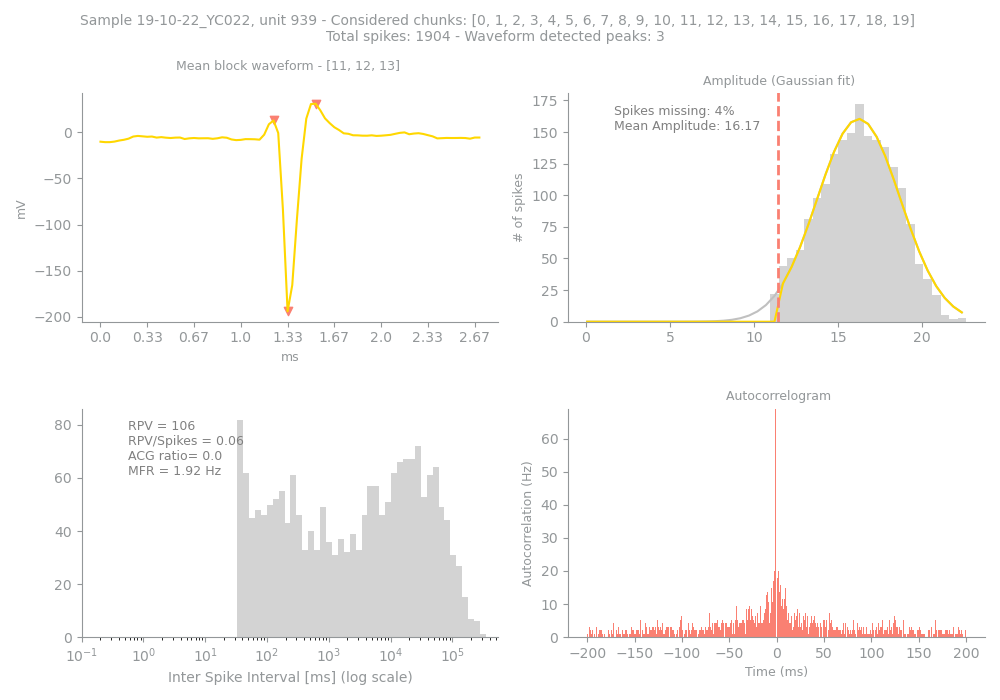 Sample 19-10-22_YC022, unit 939 - Considered chunks: [0, 1, 2, 3, 4, 5, 6, 7, 8, 9, 10, 11, 12, 13, 14, 15, 16, 17, 18, 19]
Total spikes: 1904 - Waveform detected peaks: 3
Mean block waveform - [11, 12, 13]
0
−50
−100
−150
−200
mV
0.0 0.33 0.67 1.0 1.33 1.67 2.0 2.33 2.67
ms
Amplitude (Gaussian fit)
Spikes missing: 4%
Mean Amplitude: 16.17
175
150
125
100
75
50
25
0
# of spikes
0 5 10 15 20
RPV = 106
RPV/Spikes = 0.06
ACG ratio= 0.0
MFR = 1.92 Hz
80
60
40
20
0
10⁻¹ 10⁰ 10¹ 10² 10³ 10⁴ 10⁵
Inter Spike Interval [ms] (log scale)
Autocorrelogram
60
50
40
30
20
10
0
Autocorrelation (Hz)
−200 −150 −100 −50 0 50 100 150 200
Time (ms)